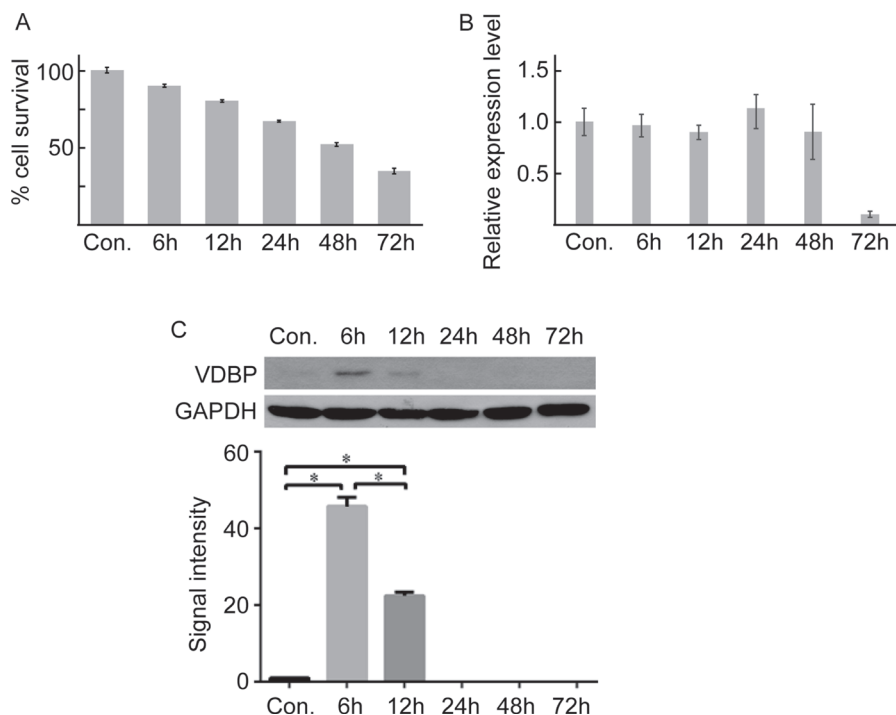 A
% cell survival
100
50
Con. 6h 12h 24h 48h 72h
B
Relative expression level
1.5
1.0
0.5
Con. 6h 12h 24h 48h 72h
C
Con. 6h 12h 24h 48h 72h
VDBP
GAPDH
Signal intensity
60
40
20
0
*
* *
Con. 6h 12h 24h 48h 72h